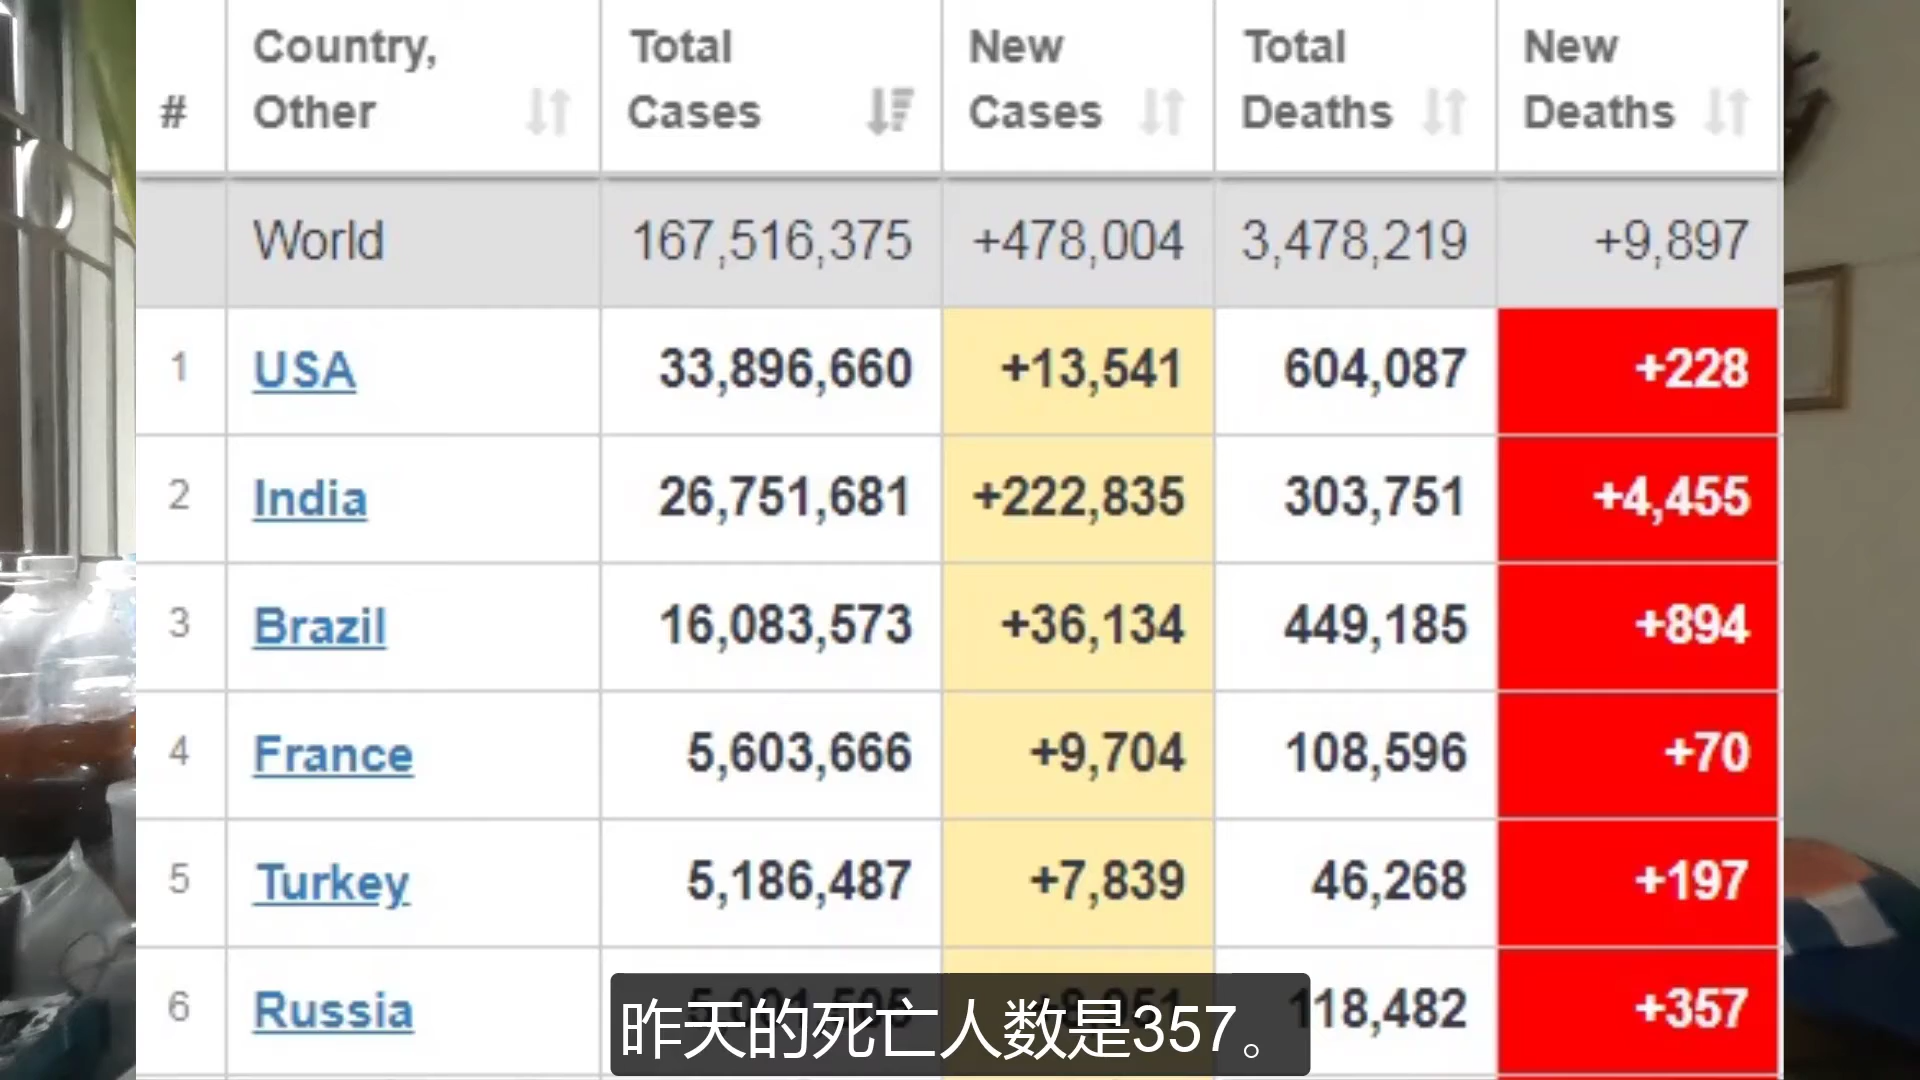 # Country, Other Total Cases New Cases Total Deaths New Deaths
World 167,516,375 +478,004 3,478,219 +9,897
1 USA 33,896,660 +13,541 604,087 +228
2 India 26,751,681 +222,835 303,751 +4,455
3 Brazil 16,083,573 +36,134 449,185 +894
4 France 5,603,666 +9,704 108,596 +70
5 Turkey 5,186,487 +7,839 46,268 +197
6 Russia 118,482 +357
昨天的死亡人数是357。